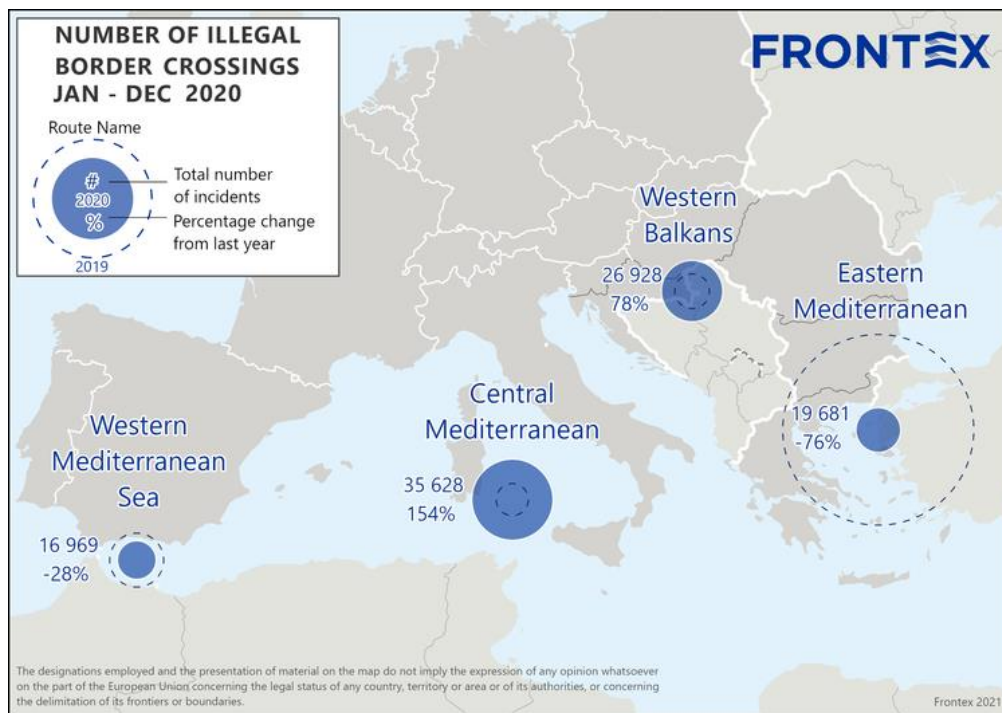 NUMBER OF ILLEGAL
BORDER CROSSINGS
JAN - DEC 2020
Route Name
#
2020
%
2019
Total number
of incidents
Percentage change
from last year
FRONTEX
Western
Balkans
26 928
78%
Eastern
Mediterranean
19 681
-76%
Central
Mediterranean
35 628
154%
Western
Mediterranean
Sea
16 969
-28%
The designations employed and the presentation of material on the map do not imply the expression of any opinion whatsoever
on the part of the European Union concerning the legal status of any country, territory or area or of its authorities, or concerning
the delimitation of its frontiers or boundaries.
Frontex 2021